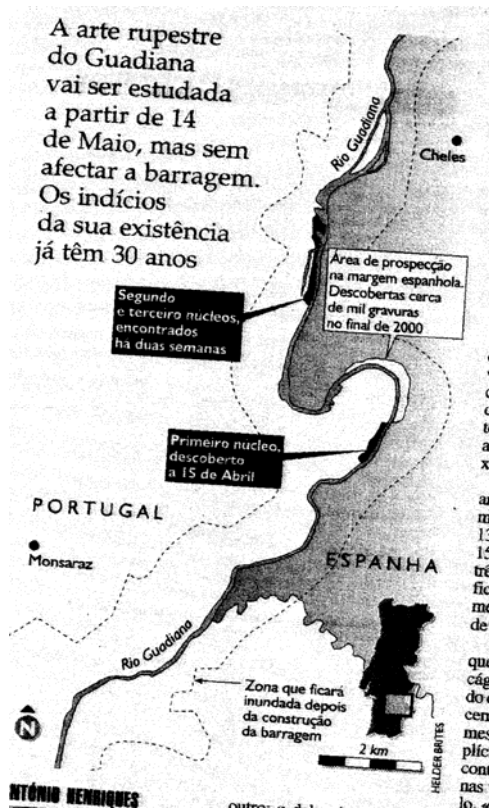 A arte rupestre
do Guadiana
vai ser estudada
a partir de 14
de Maio, mas sem
afectar a barragem.
Os indícios
da sua existência
já têm 30 anos
Rio Guadiana
Cheles
Área de prospecção
na margem espanhola.
Descobertas cerca
de mil gravuras
no final de 2000
Segundo
e terceiro núcleos,
encontrados
há duas semanas
Primeiro núcleo,
descoberto
a 15 de Abril
PORTUGAL
Monsaraz
ESPANHA
Rio Guadiana
Zona que ficará
inundada depois
da construção
da barragem
N
2 km
HELDER BRITES
ANTÓNIO HENRIQUES